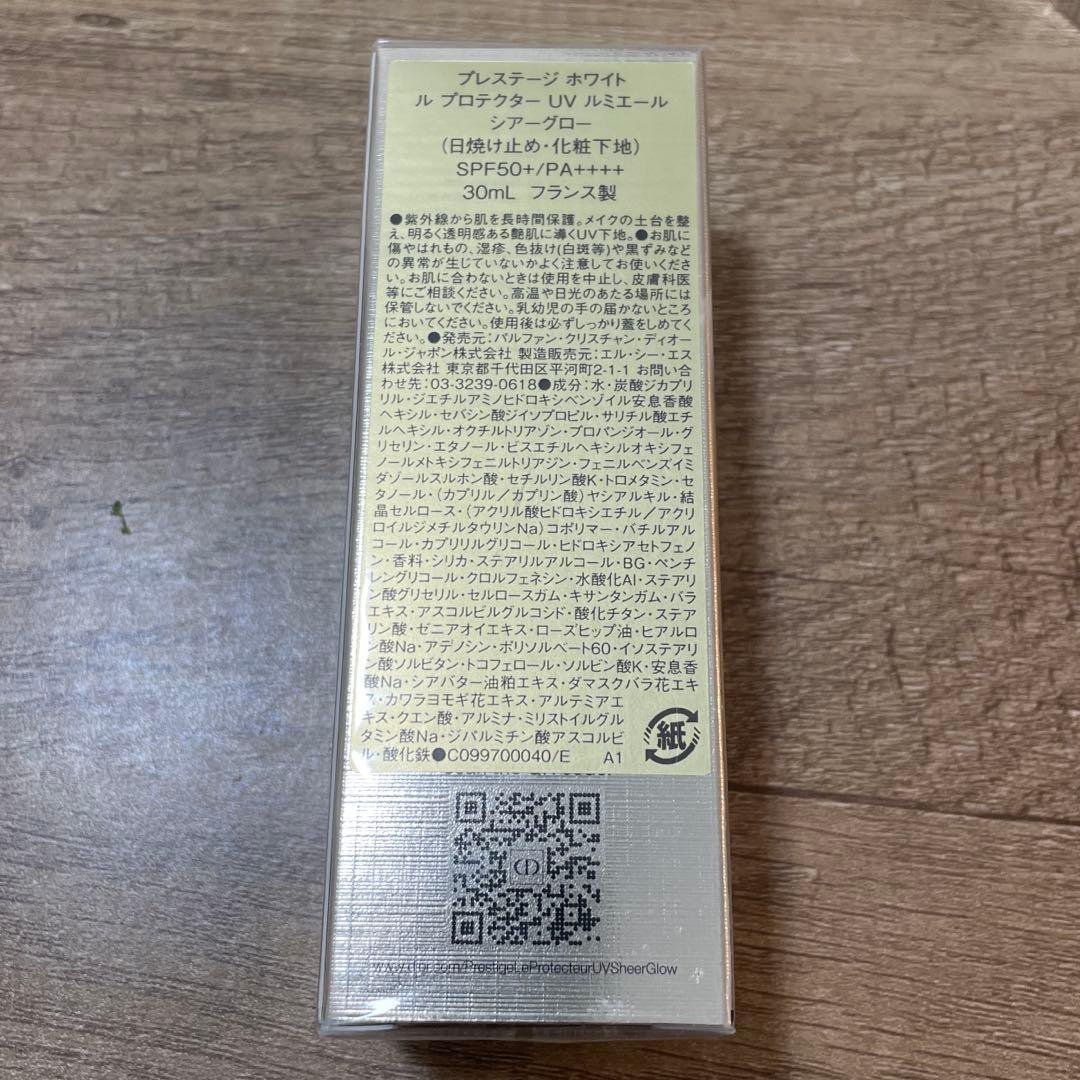 プレステージ ホワイト
ル プロテクター UV ルミエール
シアーグロー
(日焼け止め・化粧下地)
SPF50+/PA++++
30mL フランス製
●紫外線から肌を長時間保護。メイクの土台を整
え、明るく透明感ある艶肌に導くUV下地。●お肌に
傷やはれもの、湿疹、色抜け(白斑等)や黒ずみなど
の異常が生じていないかよく注意してお使いくださ
い。お肌に合わないときは使用を中止し、皮膚科医
等にご相談ください。高温や日光のあたる場所には
保管しないでください。乳幼児の手の届かないところ
においてください。使用後は必ずしっかり蓋をしめてく
ださい。●発売元：パルファン・クリスチャン・ディオー
ル・ジャポン株式会社 製造販売元：エル・シー・エス
株式会社 東京都千代田区平河町2-1-1 お問い合
わせ先：03-3239-0618●成分：水・炭酸ジカプリ
リル・ジエチルアミノヒドロキシベンゾイル安息香酸
ヘキシル・セバシン酸ジイソプロピル・サリチル酸エチ
ルヘキシル・オクチルトリアゾン・プロパンジオール・グ
リセリン・エタノール・ビスエチルヘキシルオキシフェ
ノールメトキシフェニルトリアジン・フェニルベンズイミ
ダゾールスルホン酸・セチルリン酸K・トロメタミン・セ
タノール・(カプリル／カプリン酸)ヤシアルキル・結
晶セルロース・(アクリル酸ヒドロキシエチル／アクリ
ロイルジメチルタウリンNa)コポリマー・バチルアル
コール・カプリリルグリコール・ヒドロキシアセトフェノ
ン・香料・シリカ・ステアリルアルコール・BG・ペンチ
レングリコール・クロルフェネシン・水酸化Al・ステアリ
ン酸グリセリル・セルロースガム・キサンタンガム・バラ
エキス・アスコルビルグルコシド・酸化チタン・ステア
リン酸・ゼニアオイエキス・ローズヒップ油・ヒアルロ
ン酸Na・アデノシン・ポリソルベート60・イソステアリ
ン酸ソルビタン・トコフェロール・ソルビン酸K・安息香
酸Na・シアバター油粕エキス・ダマスクバラ花エキ
ス・カワラヨモギ花エキス・アルテミアエ
キス・クエン酸・アルミナ・ミリストイルグル
タミン酸Na・ジパルミチン酸アスコルビ
ル・酸化鉄●C099700040/E A1
紙
www.dior.com/PrestigeLeProtecteurUVSheerGlow